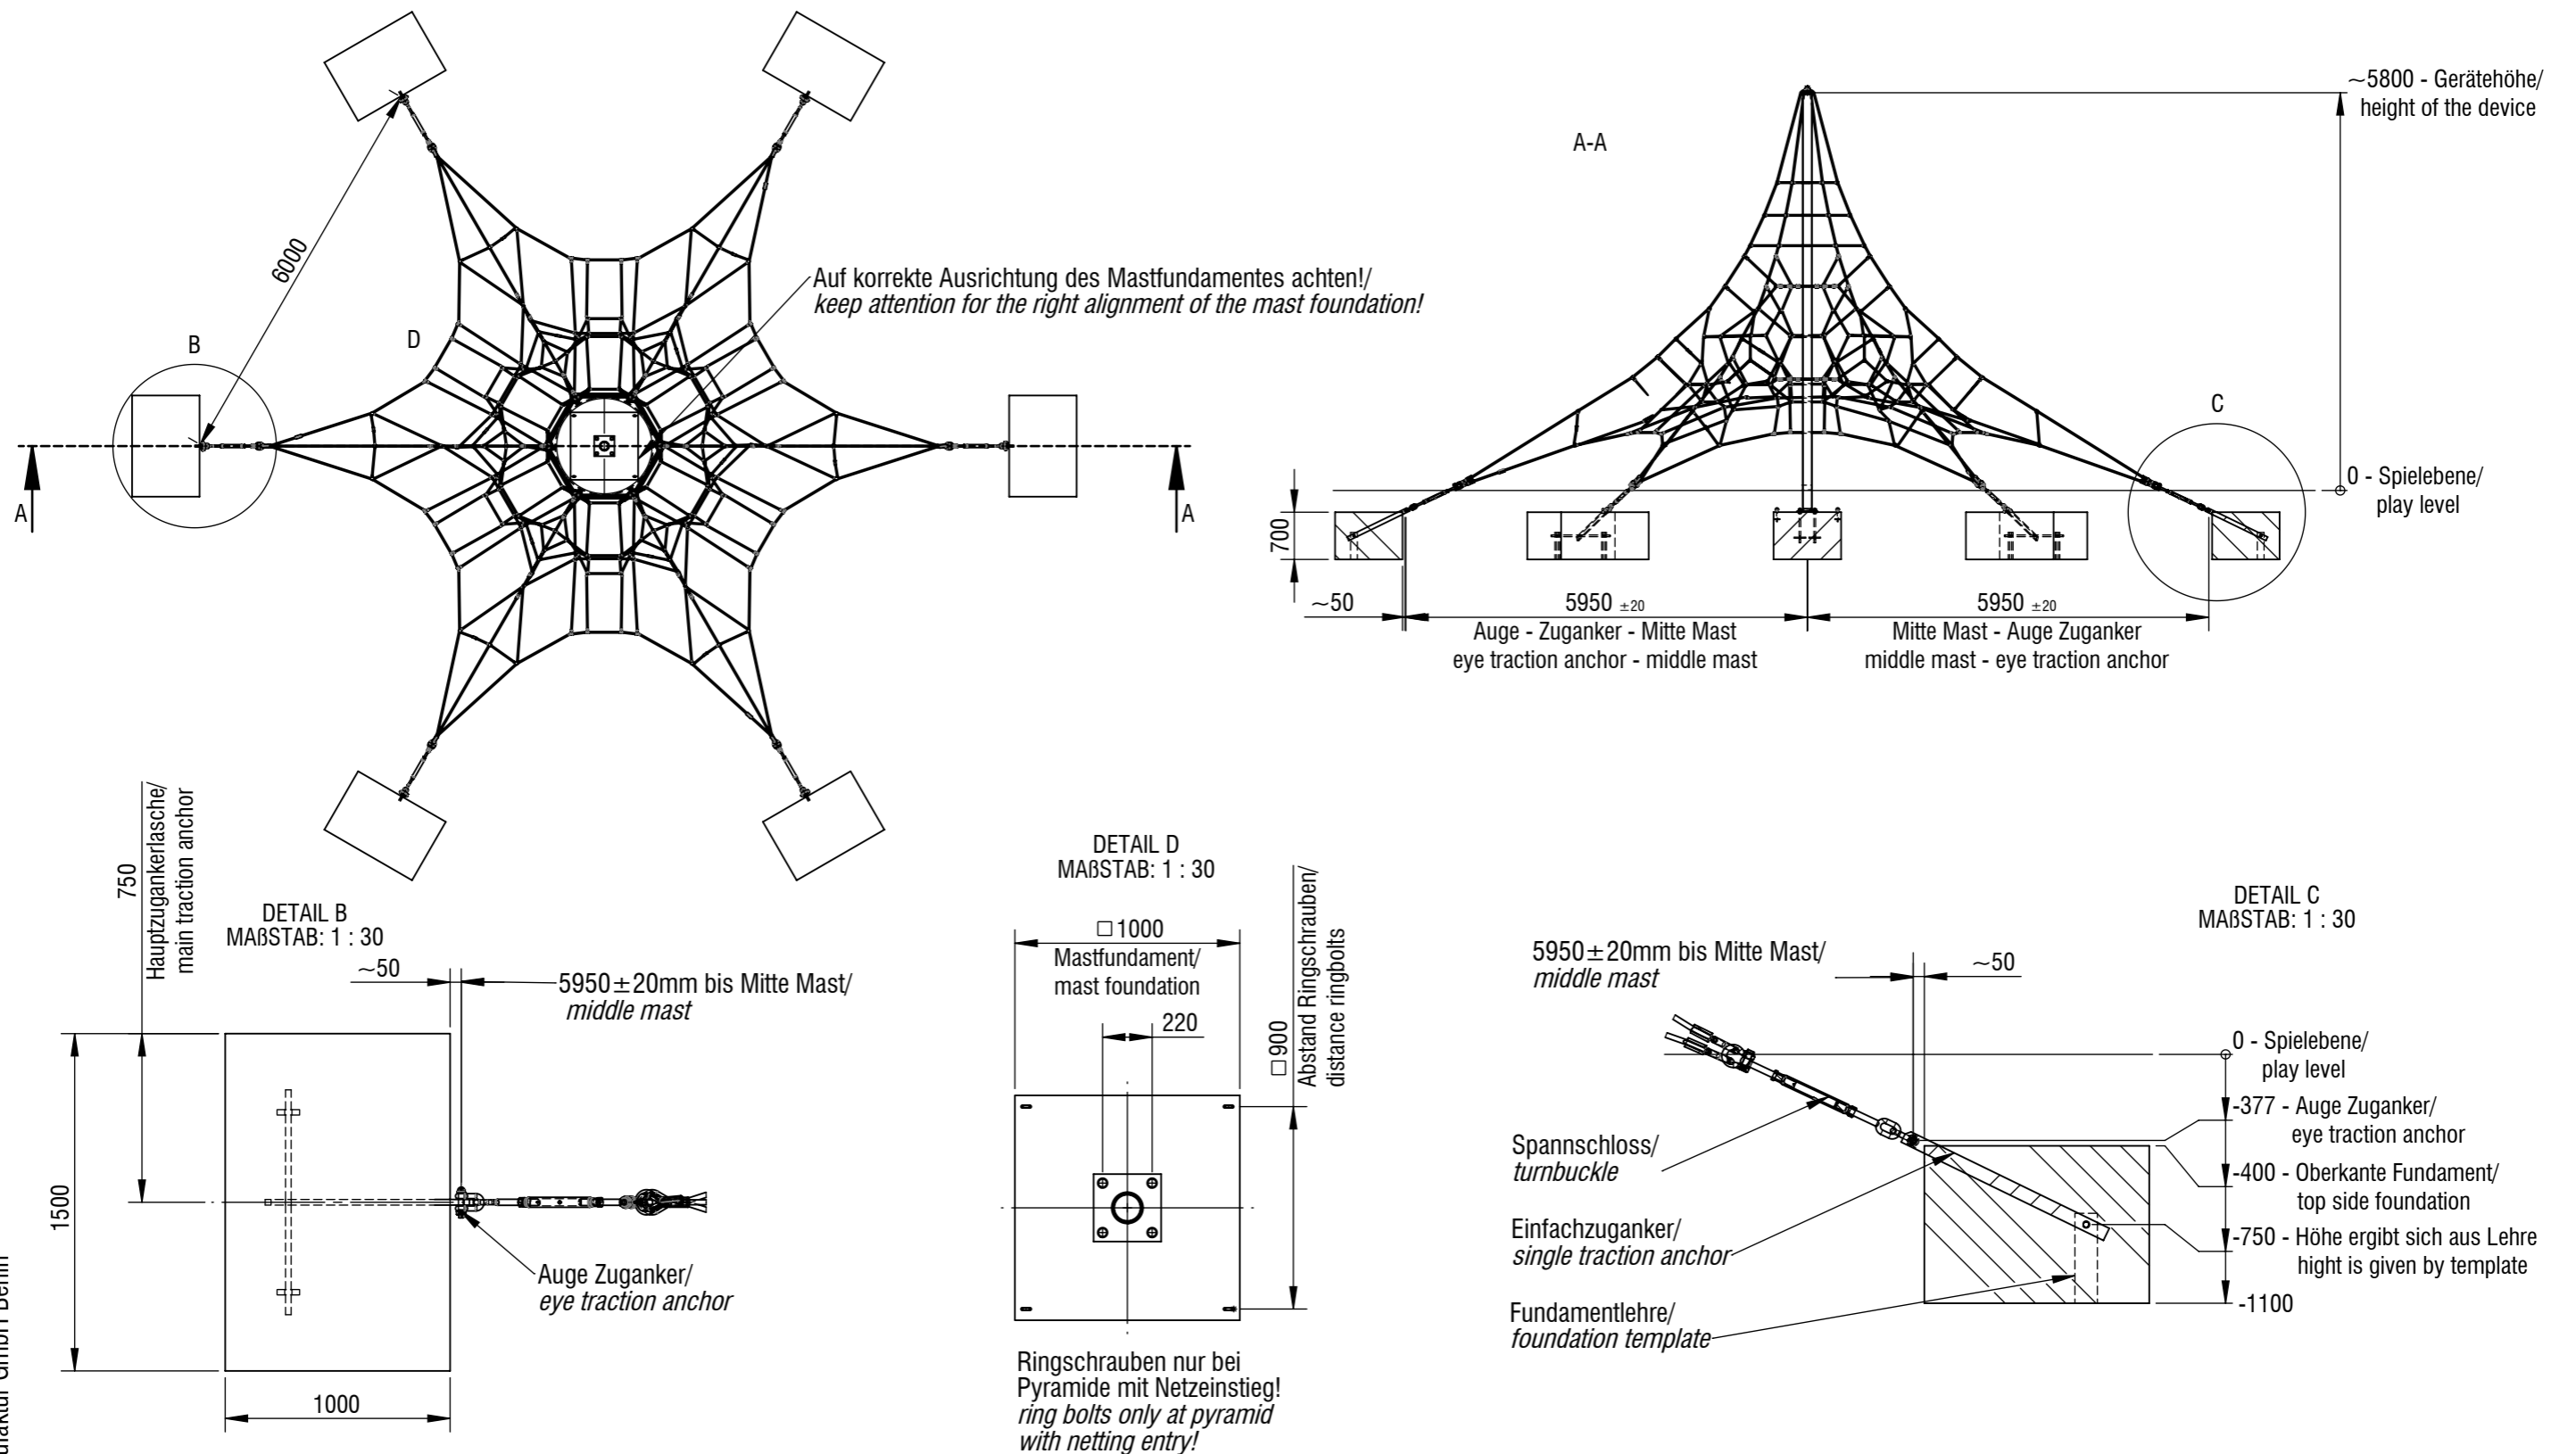 6000
B
D
A
A
Auf korrekte Ausrichtung des Mastfundamentes achten!/
keep attention for the right alignment of the mast foundation!
A-A
~5800 - Gerätehöhe/
height of the device
C
0 - Spielebene/
play level
700
~50
5950 ±20
Auge - Zuganker - Mitte Mast
eye traction anchor - middle mast
5950 ±20
Mitte Mast - Auge Zuganker
middle mast - eye traction anchor
750
Hauptzugankerlasche/
main traction anchor
DETAIL B
MAßSTAB: 1 : 30
~50
5950±20mm bis Mitte Mast/
middle mast
1500
1000
Auge Zuganker/
eye traction anchor
DETAIL D
MAßSTAB: 1 : 30
□1000
Mastfundament/
mast foundation
220
□900
Abstand Ringschrauben/
distance ringbolts
Ringschrauben nur bei
Pyramide mit Netzeinstieg!
ring bolts only at pyramid
with netting entry!
DETAIL C
MAßSTAB: 1 : 30
5950±20mm bis Mitte Mast/
middle mast
~50
0 - Spielebene/
play level
-377 - Auge Zuganker/
eye traction anchor
-400 - Oberkante Fundament/
top side foundation
-750 - Höhe ergibt sich aus Lehre
hight is given by template
-1100
Spannschloss/
turnbuckle
Einfachzuganker/
single traction anchor
Fundamentlehre/
foundation template
GmbH Berlin